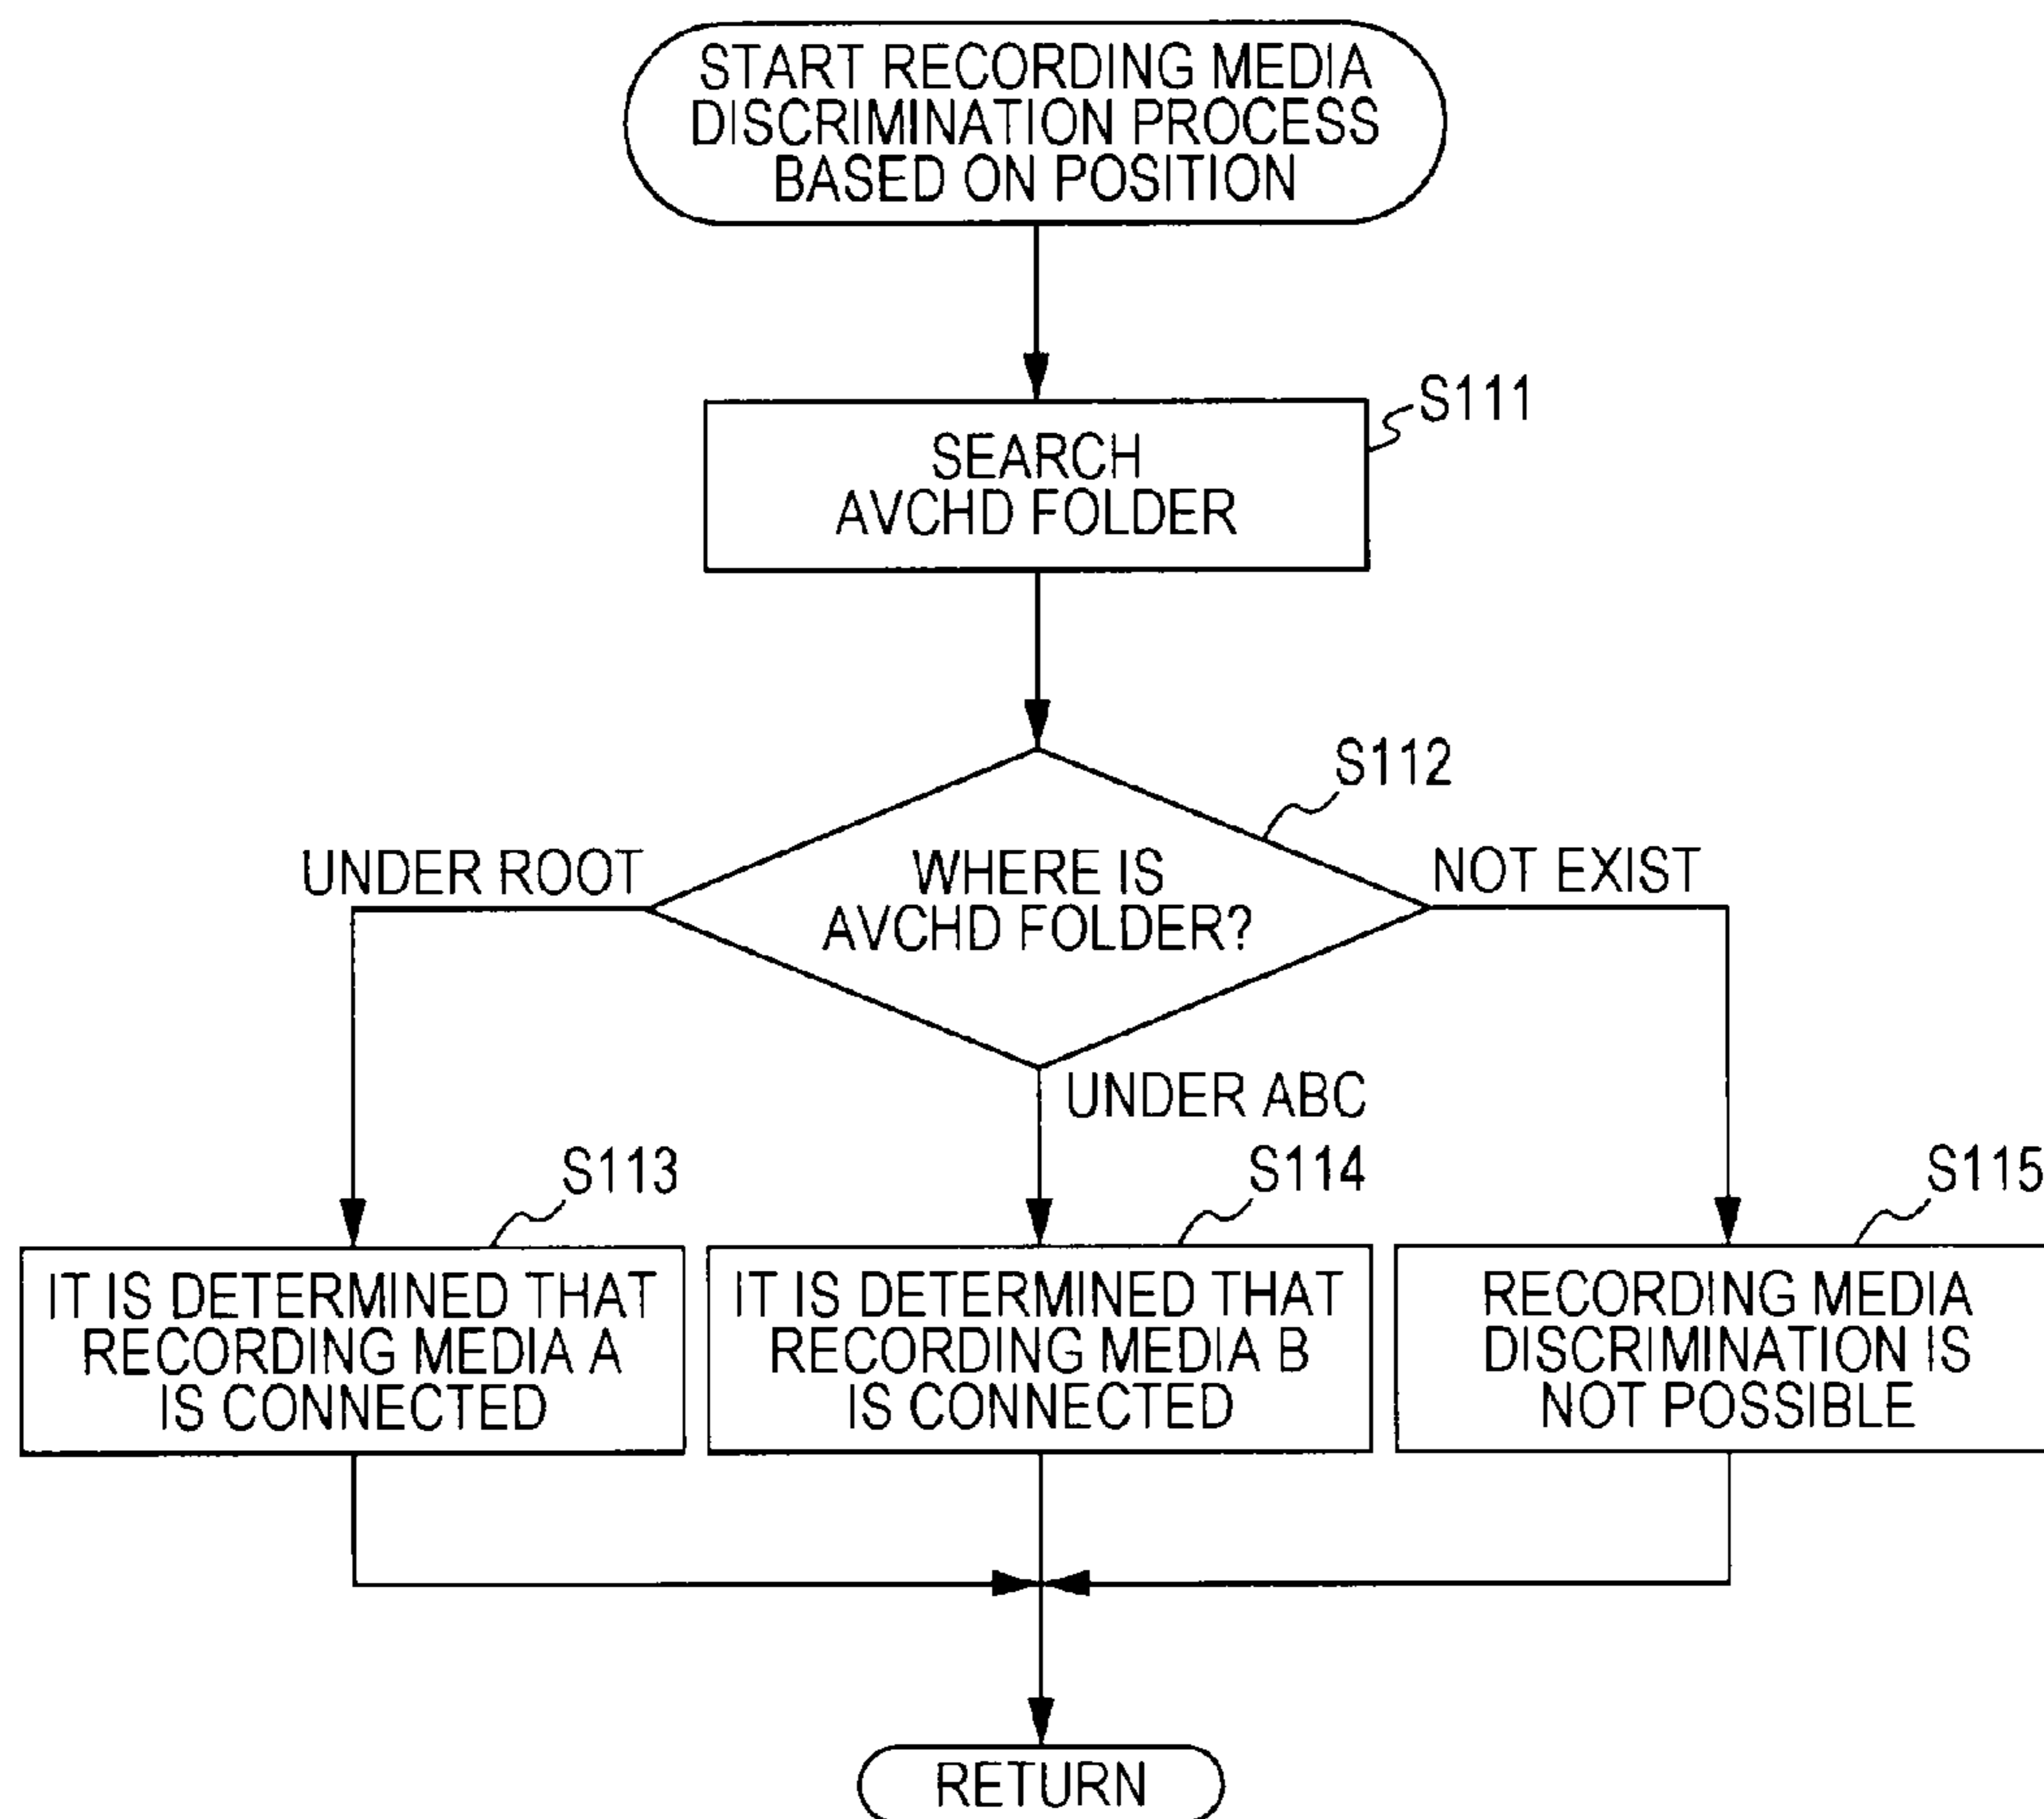 START RECORDING MEDIA
DISCRIMINATION PROCESS
BASED ON POSITION
S111
SEARCH
AVCHD FOLDER
S112
UNDER ROOT
WHERE IS
AVCHD FOLDER?
NOT EXIST
UNDER ABC
S113
S114
S115
IT IS DETERMINED THAT
RECORDING MEDIA A
IS CONNECTED
IT IS DETERMINED THAT
RECORDING MEDIA B
IS CONNECTED
RECORDING MEDIA
DISCRIMINATION IS
NOT POSSIBLE
RETURN